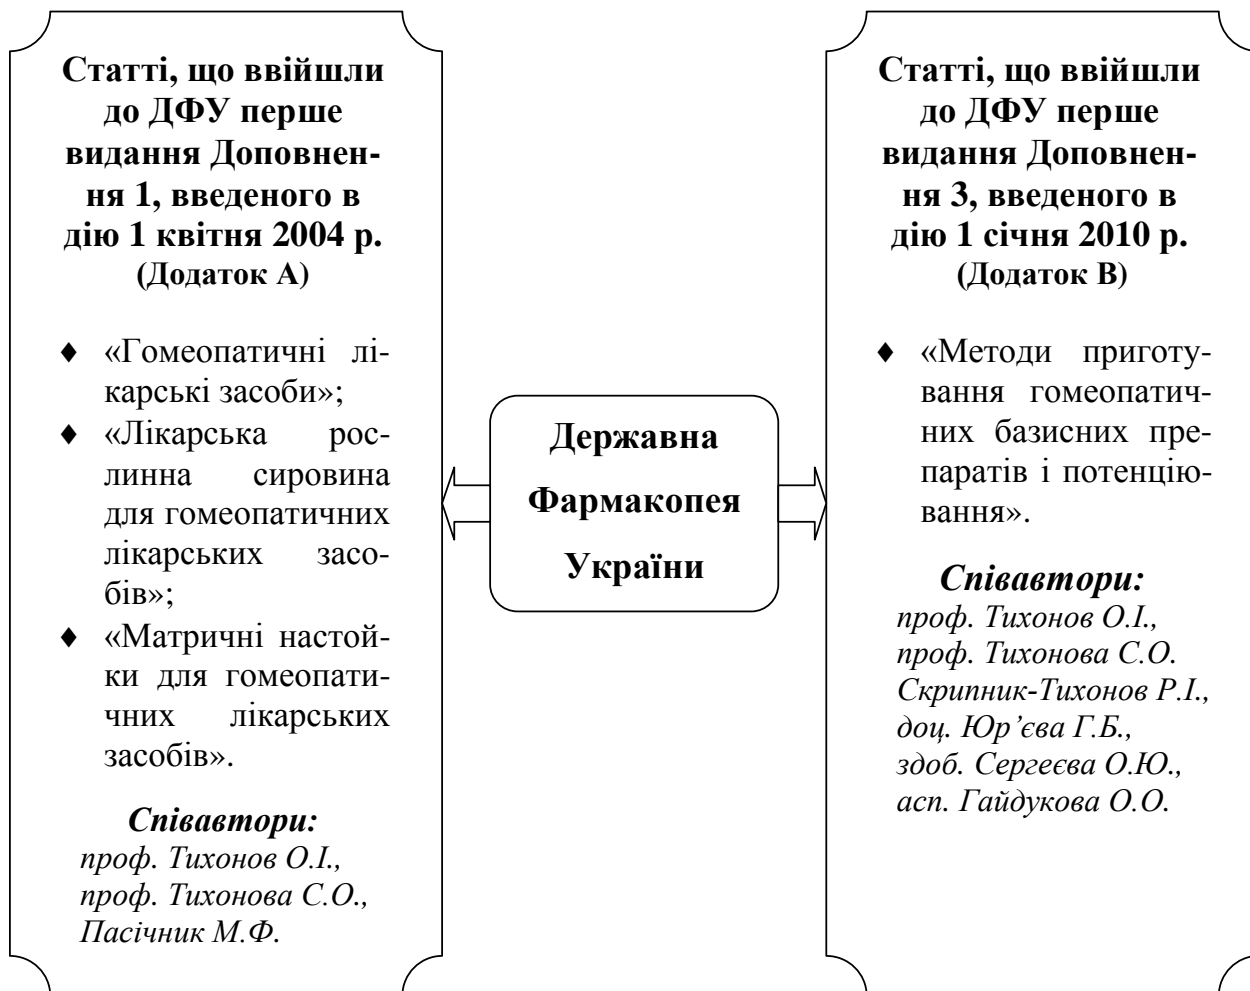 Статті, що ввійшли
до ДФУ перше
видання Доповнен-
ня 1, введеного в
дію 1 квітня 2004 р.
(Додаток А)
♦ «Гомеопатичні лі-
карські засоби»;
♦ «Лікарська рос-
линна сировина
для гомеопатичних
лікарських засо-
бів»;
♦ «Матричні настой-
ки для гомеопати-
чних лікарських
засобів».
Співавтори:
проф. Тихонов О.І.,
проф. Тихонова С.О.,
Пасічник М.Ф.
Державна
Фармакопея
України
Статті, що ввійшли
до ДФУ перше
видання Доповнен-
ня 3, введеного в
дію 1 січня 2010 р.
(Додаток В)
♦ «Методи приготу-
вання гомеопатич-
них базисних пре-
паратів і потенцію-
вання».
Співавтори:
проф. Тихонов О.І.,
проф. Тихонова С.О.
Скрипник-Тихонов Р.І.,
доц. Юр’єва Г.Б.,
здоб. Сергеєва О.Ю.,
асп. Гайдукова О.О.